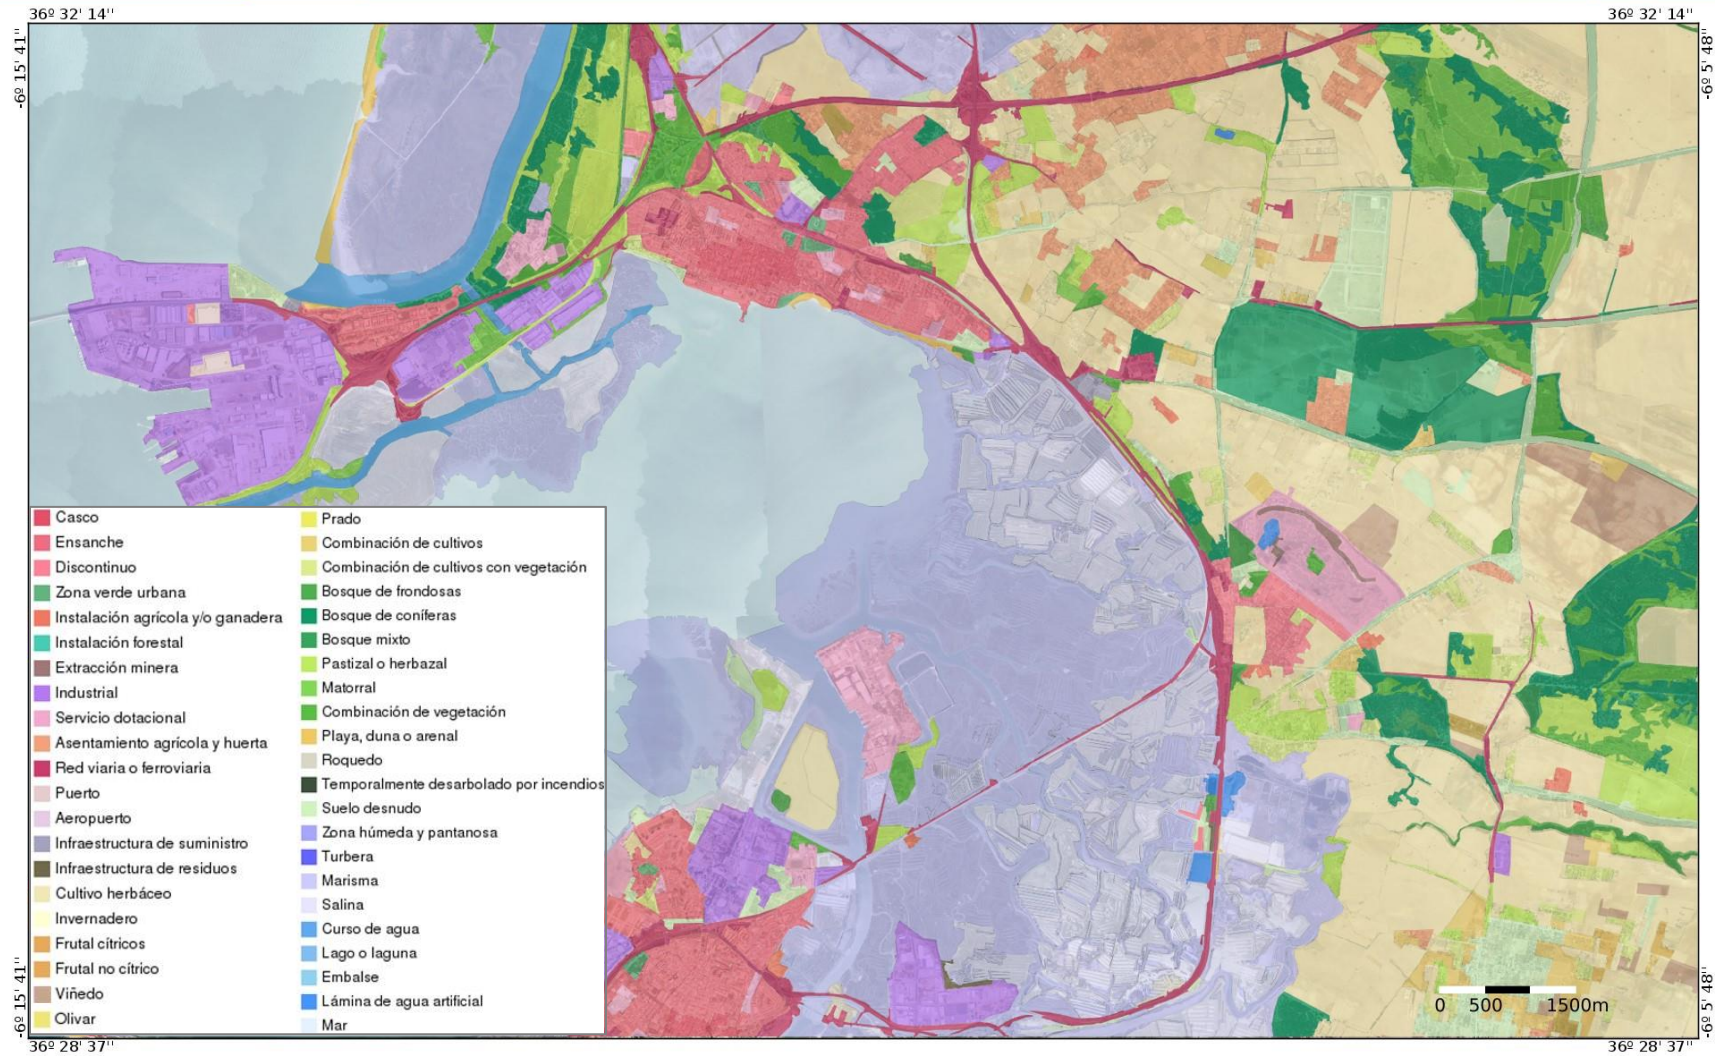 36º 32' 14''
36º 32' 14''
-6º 15' 41''
-6º 5' 48''
Casco
Ensanche
Discontinuo
Zona verde urbana
Instalación agrícola y/o ganadera
Instalación forestal
Extracción minera
Industrial
Servicio dotacional
Asentamiento agrícola y huerta
Red viaria o ferroviaria
Puerto
Aeropuerto
Infraestructura de suministro
Infraestructura de residuos
Cultivo herbáceo
Invernadero
Frutal cítricos
Frutal no cítrico
Viñedo
Olivar
Prado
Combinación de cultivos
Combinación de cultivos con vegetación
Bosque de frondosas
Bosque de coníferas
Bosque mixto
Pastizal o herbazal
Matorral
Combinación de vegetación
Playa, duna o arenal
Roquedo
Temporalmente desarbolado por incendios
Suelo desnudo
Zona húmeda y pantanosa
Turbera
Marisma
Salina
Curso de agua
Lago o laguna
Embalse
Lámina de agua artificial
Mar
0 500 1500m
-6º 15' 41''
-6º 5' 48''
36º 28' 37''
36º 28' 37''